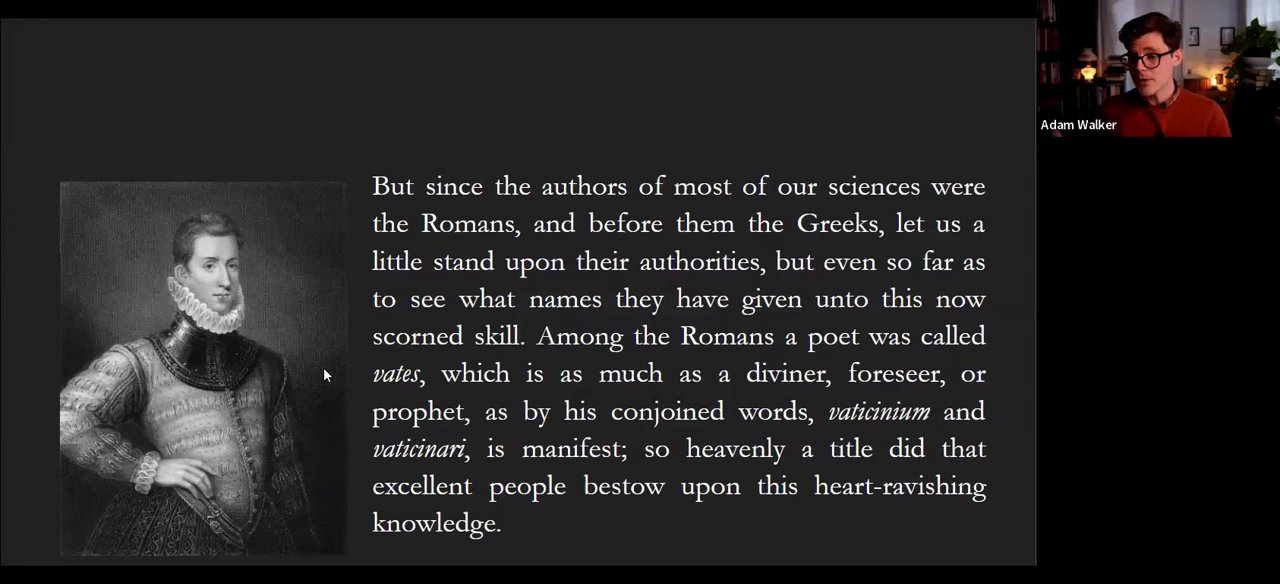 Adam Walker
But since the authors of most of our sciences were
the Romans, and before them the Greeks, let us a
little stand upon their authorities, but even so far as
to see what names they have given unto this now
scorned skill. Among the Romans a poet was called
vates, which is as much as a diviner, foreseer, or
prophet, as by his conjoined words, vaticinium and
vaticinari, is manifest; so heavenly a title did that
excellent people bestow upon this heart-ravishing
knowledge.